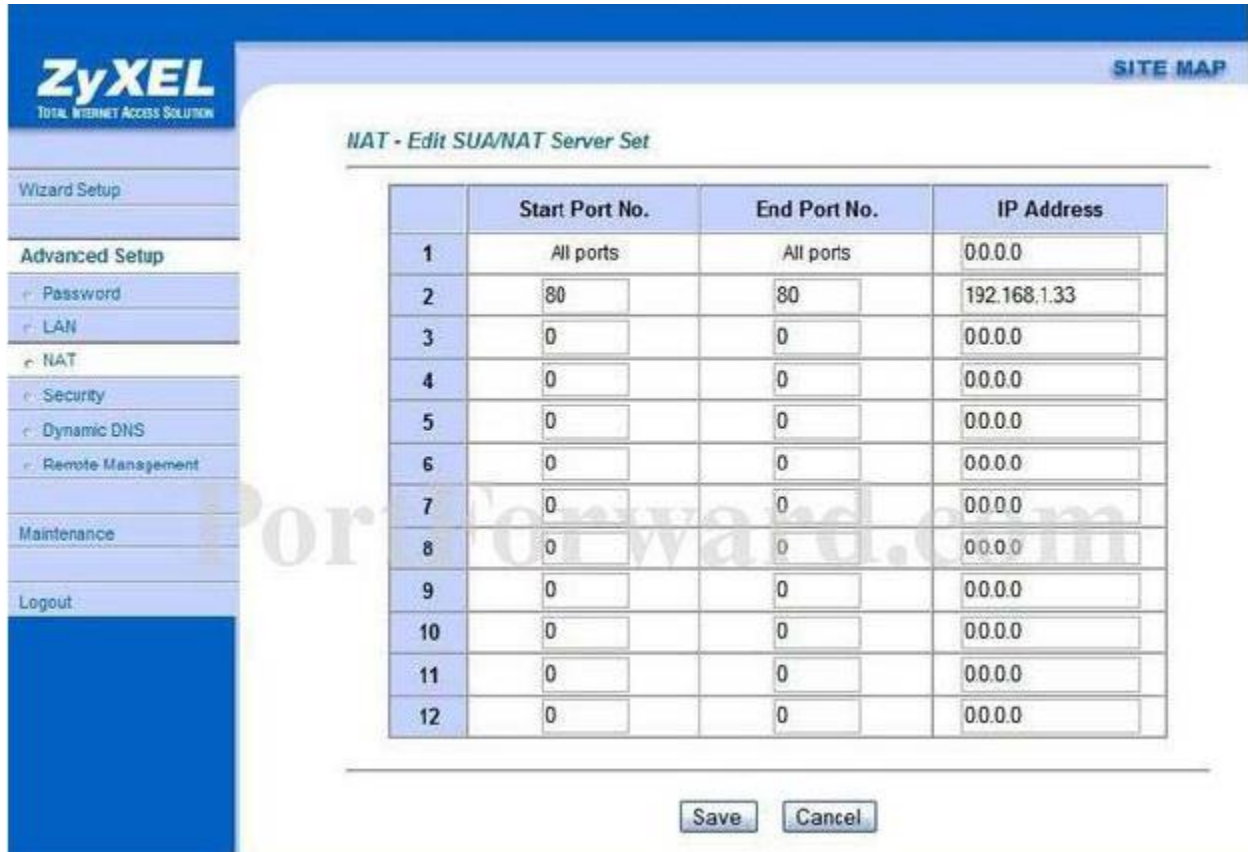 ZyXEL
TOTAL INTERNET ACCESS SOLUTION
SITE MAP
Wizard Setup
Advanced Setup
Password
LAN
NAT
Security
Dynamic DNS
Remote Management
Maintenance
Logout
NAT - Edit SUA/NAT Server Set
Start Port No. End Port No. IP Address
1 All ports All ports 0.0.0.0
2 80 80 192.168.1.33
3 0 0 0.0.0.0
4 0 0 0.0.0.0
5 0 0 0.0.0.0
6 0 0 0.0.0.0
7 0 0 0.0.0.0
8 0 0 0.0.0.0
9 0 0 0.0.0.0
10 0 0 0.0.0.0
11 0 0 0.0.0.0
12 0 0 0.0.0.0
PortForward.com
Save Cancel